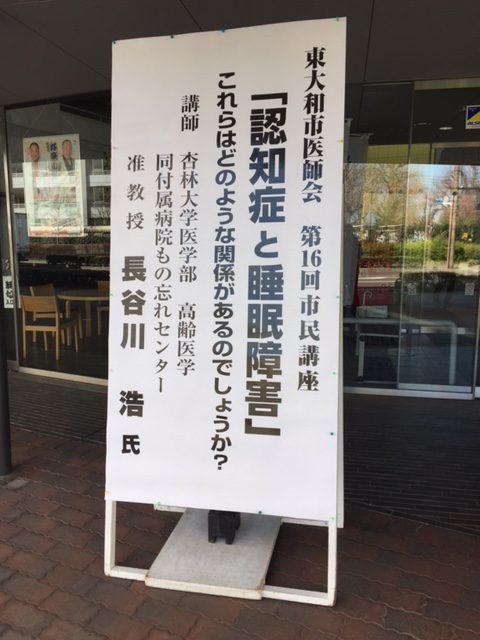 東大和市医師会　第16回市民講座
「認知症と睡眠障害」
これらはどのような関係があるのでしょうか？
講師　杏林大学医学部　高齢医学
同付属病院もの忘れセンター
准教授　長谷川　浩　氏